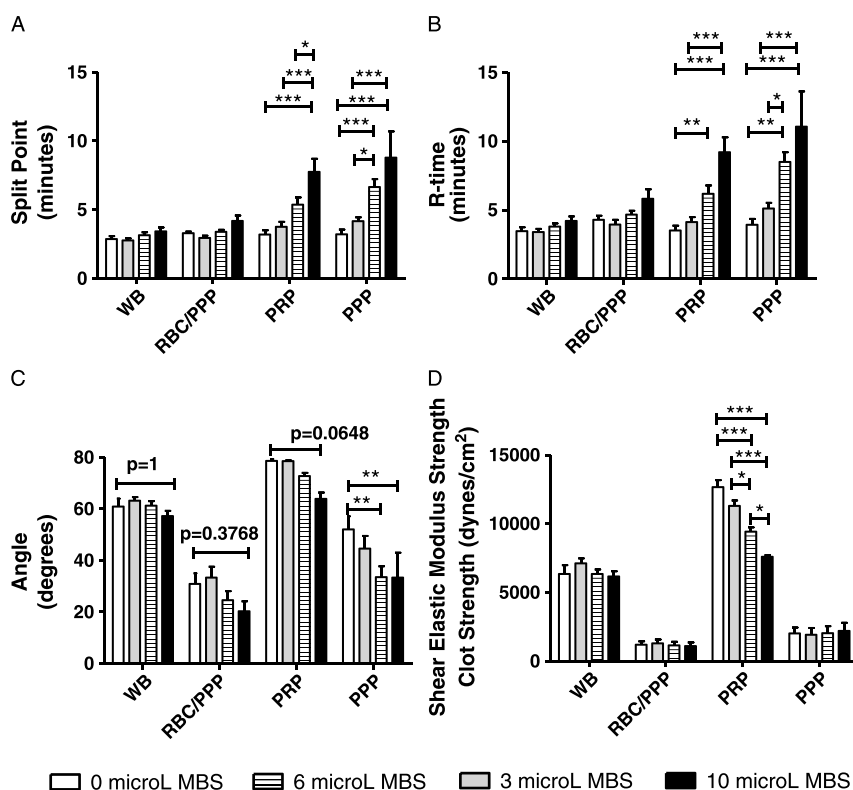 A
Split Point
(minutes)
15
10
5
0
*
***
***
***
***
***
*
WB
RBC/PPP
PRP
PPP
B
R-time
(minutes)
15
10
5
0
***
***
**
***
***
*
**
WB
RBC/PPP
PRP
PPP
C
Angle
(degrees)
80
60
40
20
0
p=1
p=0.3768
p=0.0648
**
**
WB
RBC/PPP
PRP
PPP
D
Shear Elastic Modulus Strength
Clot Strength (dynes/cm²)
15000
10000
5000
0
***
***
***
*
*
WB
RBC/PPP
PRP
PPP
0 microL MBS 6 microL MBS 3 microL MBS 10 microL MBS